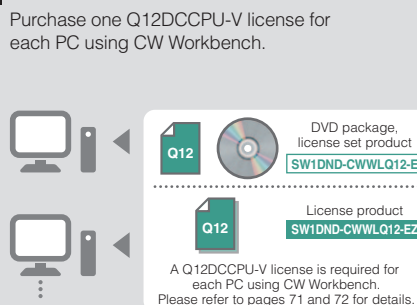 Purchase one Q12DCCPU-V license for
each PC using CW Workbench.
Q12
DVD package,
license set product
SW1DND-CWWLQ12-E
Q12
License product
SW1DND-CWWLQ12-EZ
A Q12DCCPU-V license is required for
each PC using CW Workbench.
Please refer to pages 71 and 72 for details.